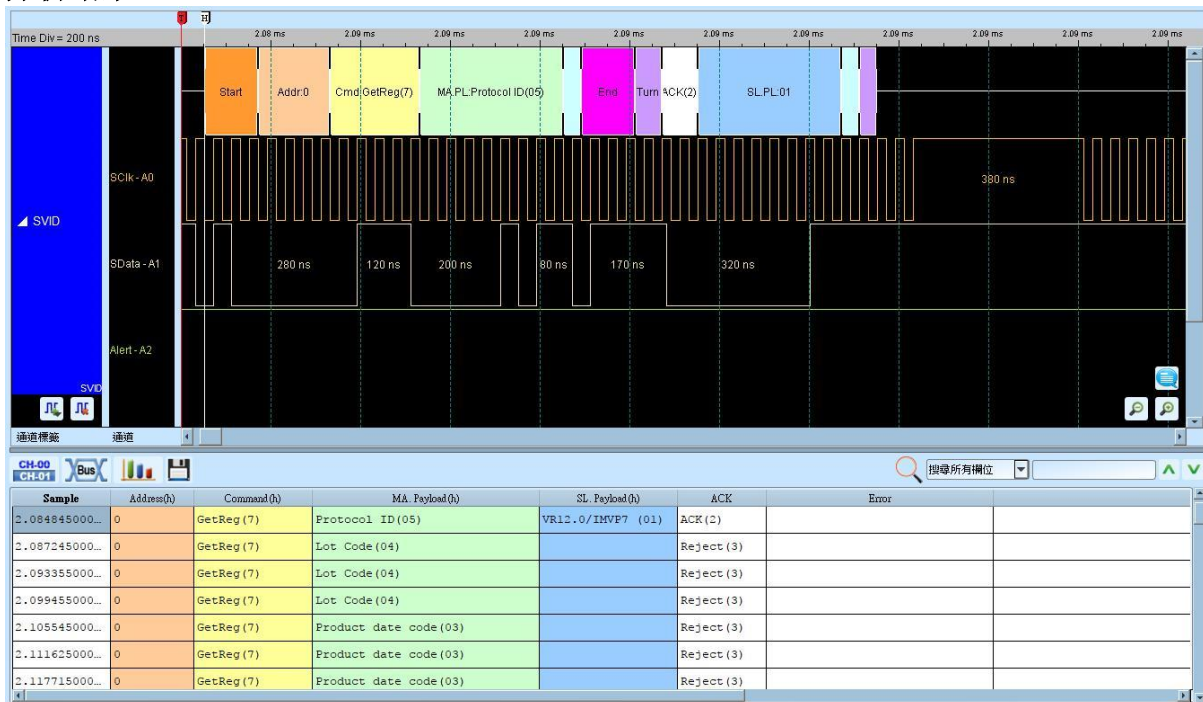 Time Div = 200 ns
T
H
2.08 ms 2.09 ms 2.09 ms 2.09 ms 2.09 ms 2.09 ms 2.09 ms 2.09 ms 2.09 ms 2.09 ms 2.09 ms
Start Addr:0 Cmd:GetReg(7) MA.PL:Protocol ID(05) End Turn ACK(2) SL.PL:01
SClk - A0
380 ns
SVID
SData - A1
280 ns 120 ns 200 ns 80 ns 170 ns 320 ns
Alert - A2
SVID
通道標籤 通道
CH-00
CH-01
Bus
搜尋所有欄位
Sample Address(h) Command(h) MA. Payload(h) SL. Payload(h) ACK Error
2.084845000... 0 GetReg(7) Protocol ID(05) VR12.0/IMVP7 (01) ACK(2)
2.087245000... 0 GetReg(7) Lot Code(04) Reject(3)
2.093355000... 0 GetReg(7) Lot Code(04) Reject(3)
2.099455000... 0 GetReg(7) Lot Code(04) Reject(3)
2.105545000... 0 GetReg(7) Product date code(03) Reject(3)
2.111625000... 0 GetReg(7) Product date code(03) Reject(3)
2.117715000... 0 GetReg(7) Product date code(03) Reject(3)